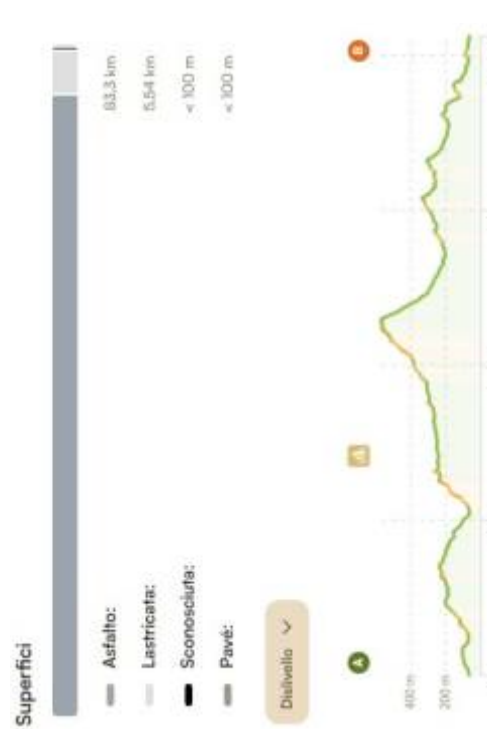 Superfici
Asfalto: 83,3 km
Lastricata: 5,54 km
Sconosciuta: < 100 m
Pavé: < 100 m
Dislivello
A
B
400 m
200 m